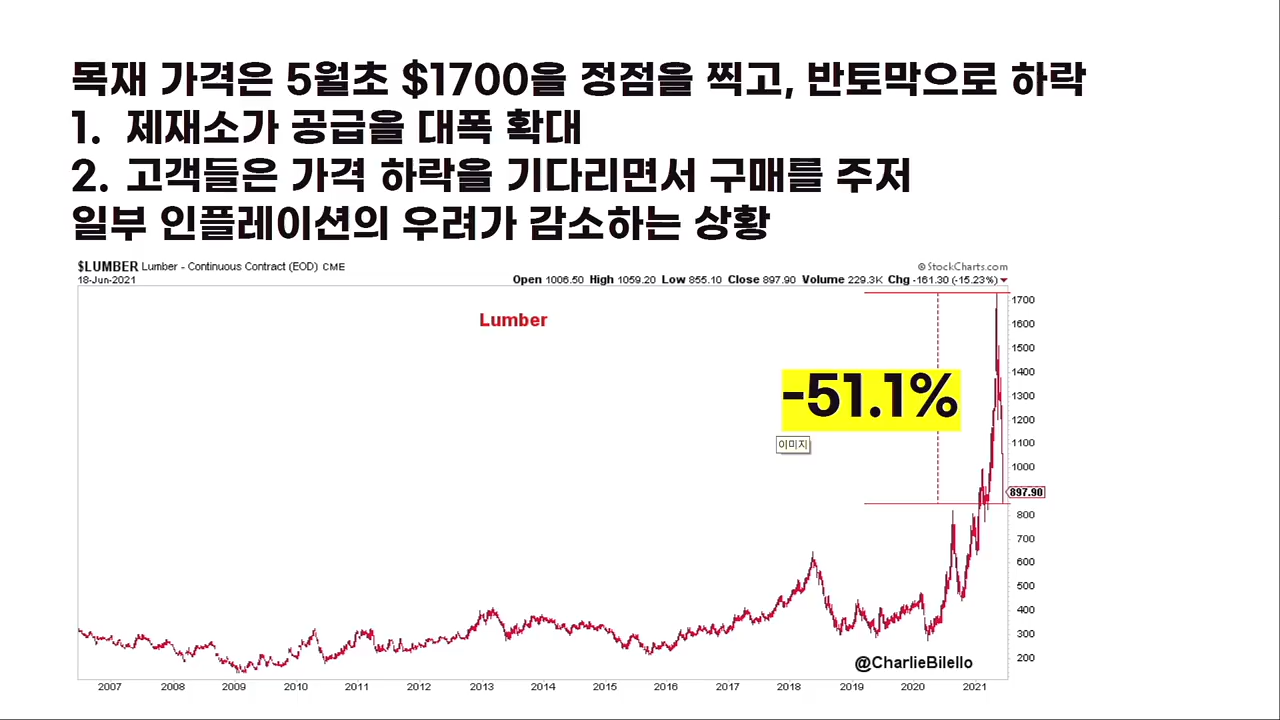 목재 가격은 5월초 $1700을 정점을 찍고, 반토막으로 하락
1. 제재소가 공급을 대폭 확대
2. 고객들은 가격 하락을 기다리면서 구매를 주저
일부 인플레이션의 우려가 감소하는 상황
$LUMBER Lumber - Continuous Contract (EOD) CME
© StockCharts.com
18-Jun-2021
Open 1006.50 High 1059.20 Low 855.10 Close 897.90 Volume 229.3K Chg -161.30 (-15.23%)
Lumber
-51.1%
이미지
1700
1600
1500
1400
1300
1200
1100
1000
897.90
800
700
600
500
400
300
200
@CharlieBilello
2007 2008 2009 2010 2011 2012 2013 2014 2015 2016 2017 2018 2019 2020 2021